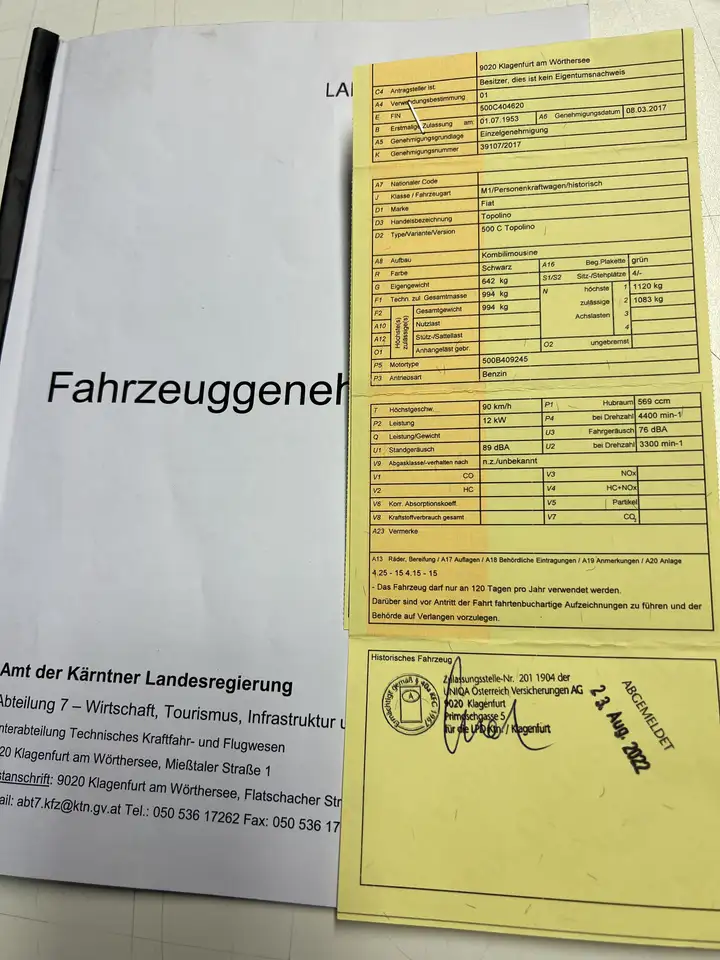 LA
Fahrzeuggeneh
Amt der Kärntner Landesregierung
Abteilung 7 – Wirtschaft, Tourismus, Infrastruktur u
nterabteilung Technisches Kraftfahr- und Flugwesen
20 Klagenfurt am Wörthersee, Mießtaler Straße 1
stanschrift: 9020 Klagenfurt am Wörthersee, Flatschacher Str
ail: abt7.kfz@ktn.gv.at Tel.: 050 536 17262 Fax: 050 536 17
9020 Klagenfurt am Wörthersee
C4 Antragsteller ist: Besitzer, dies ist kein Eigentumsnachweis
A4 Verwendungsbestimmung 01
E FIN 500C404620
B Erstmalige Zulassung am: 01.07.1953 A6 Genehmigungsdatum 08.03.2017
A5 Genehmigungsgrundlage Einzelgenehmigung
K Genehmigungsnummer 39107/2017
A7 Nationaler Code
J Klasse / Fahrzeugart M1/Personenkraftwagen/historisch
D1 Marke Fiat
D3 Handelsbezeichnung Topolino
D2 Type/Variante/Version 500 C Topolino
A8 Aufbau Kombilimousine
R Farbe Schwarz A16 Beg.Plakette grün
G Eigengewicht 642 kg S1/S2 Sitz-/Stehplätze 4/-
F1 Techn. zul Gesamtmasse 994 kg N höchste zulässige Achslasten 1 1120 kg
F2 Höchste(s) zulässige(s) Gesamtgewicht 994 kg 2 1083 kg
A10 Nutzlast 3
A12 Stütz-/Sattellast 4
O1 Anhängelast gebr. O2 ungebremst
P5 Motortype 500B409245
P3 Antriebsart Benzin
T Höchstgeschw. 90 km/h P1 Hubraum 569 ccm
P2 Leistung 12 kW P4 bei Drehzahl 4400 min-1
Q Leistung/Gewicht U3 Fahrgeräusch 76 dBA
U1 Standgeräusch 89 dBA U2 bei Drehzahl 3300 min-1
V9 Abgasklasse/-verhalten nach n.z./unbekannt
V1 CO V3 NOx
V2 HC V4 HC+NOx
V6 Korr. Absorptionskoeff. V5 Partikel
V8 Kraftstoffverbrauch gesamt V7 CO2
A23 Vermerke
A13 Räder, Bereifung / A17 Auflagen / A18 Behördliche Eintragungen / A19 Anmerkungen / A20 Anlage
4.25 - 15 4.15 - 15
- Das Fahrzeug darf nur an 120 Tagen pro Jahr verwendet werden.
Darüber sind vor Antritt der Fahrt fahrtenbuchartige Aufzeichnungen zu führen und der
Behörde auf Verlangen vorzulegen.
Historisches Fahrzeug
Ermächtigt gemäß § 40a KFG 1967
A
Zulassungsstelle-Nr. 201 1904 der
UNIQA Österreich Versicherungen AG
9020 Klagenfurt
Primoschgasse 5
für die LPD Ktn. / Klagenfurt
ABGEMELDET
23. Aug. 2022